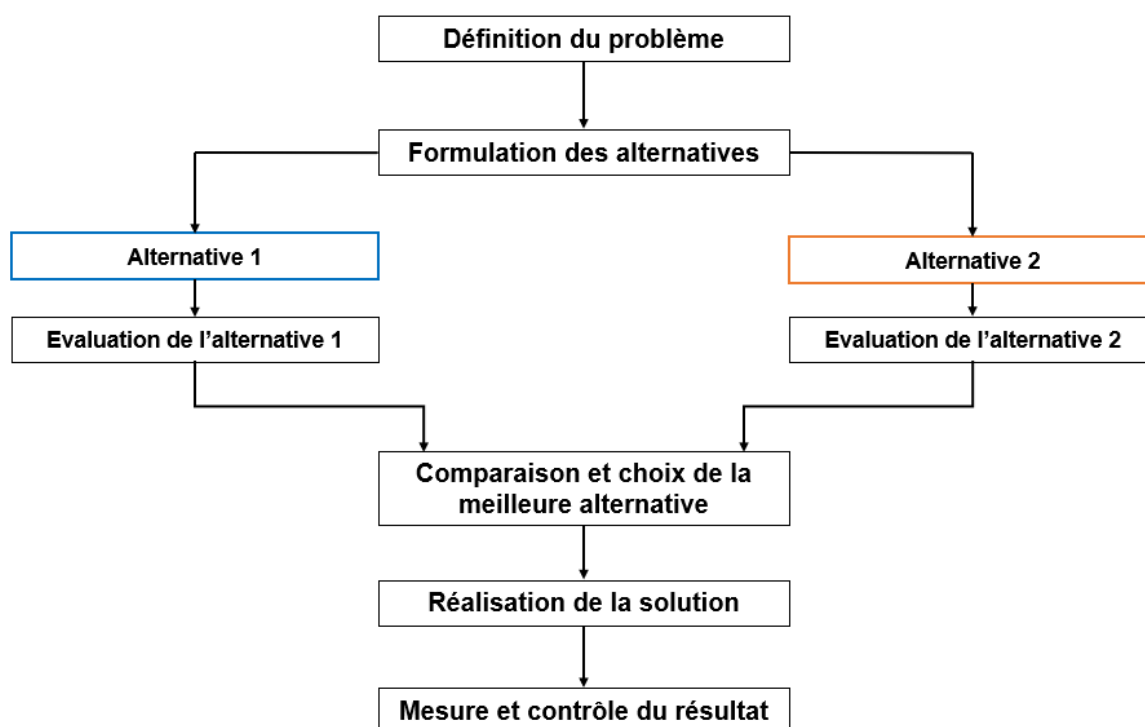 Définition du problème
Formulation des alternatives
Alternative 1
Alternative 2
Evaluation de l’alternative 1
Evaluation de l’alternative 2
Comparaison et choix de la
meilleure alternative
Réalisation de la solution
Mesure et contrôle du résultat